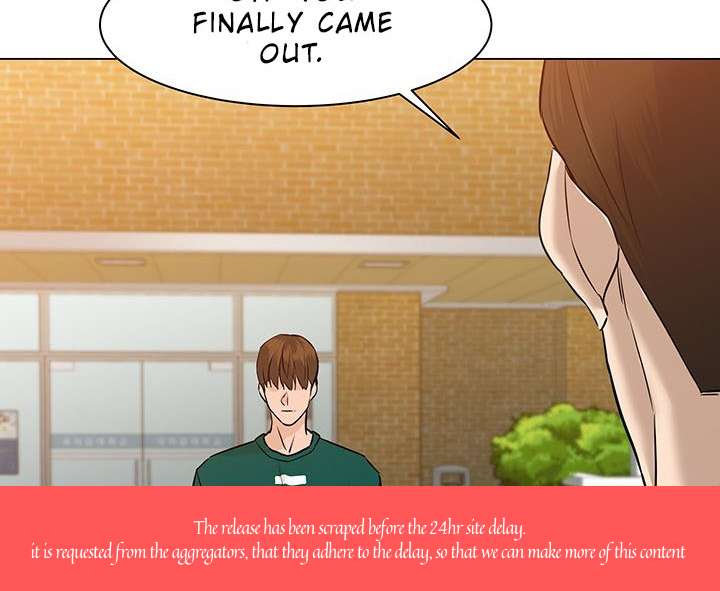 FINALLY CAME
OUT.
The release has been scraped before the 24hr site delay.
it is requested from the aggregators, that they adhere to the delay, so that we can make more of this content